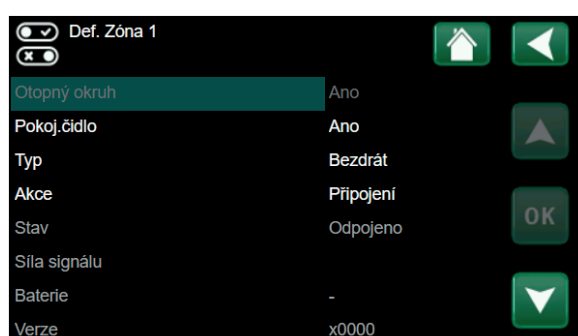 Def. Zóna 1
Otopný okruh Ano
Pokoj.čidlo Ano
Typ Bezdrát
Akce Připojení
Stav Odpojeno
Síla signálu
Baterie -
Verze x0000
OK